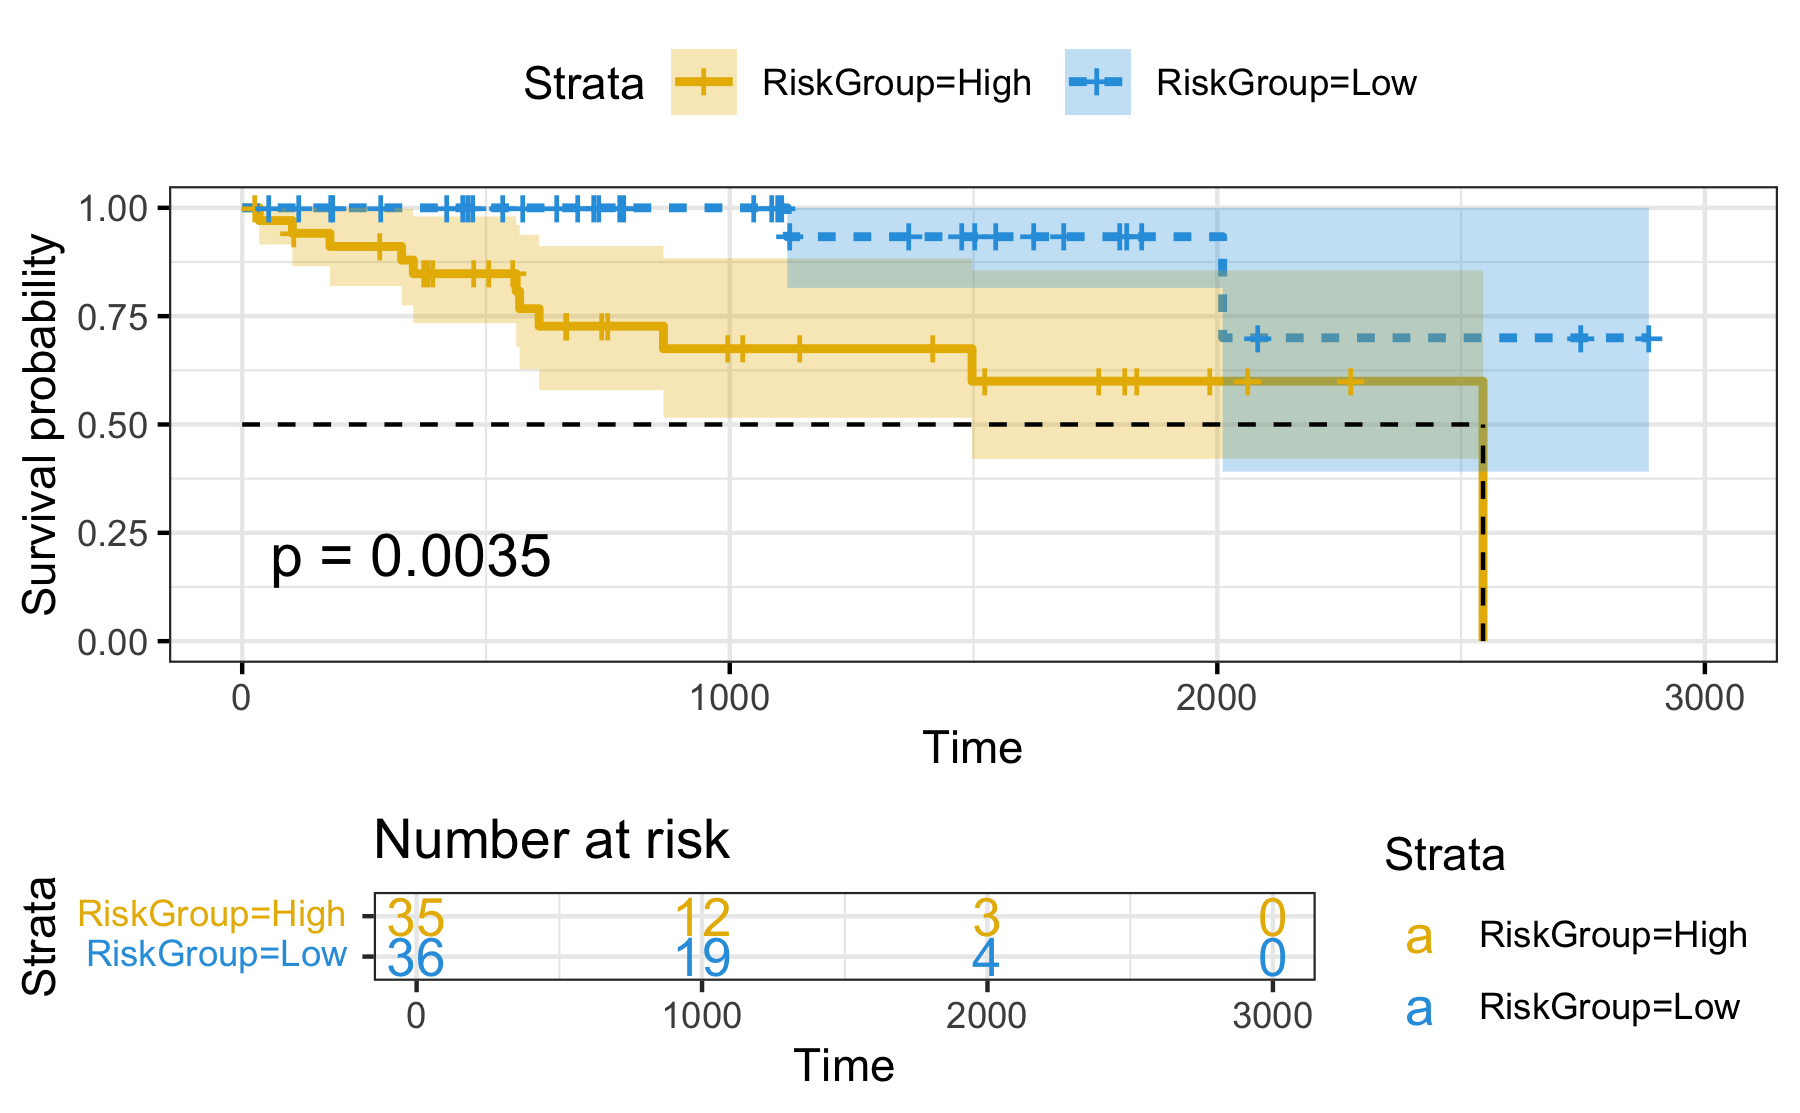 Strata RiskGroup=High RiskGroup=Low
Survival probability
1.00
0.75
0.50
0.25
0.00
p = 0.0035
0 1000 2000 3000
Time
Number at risk
Strata
RiskGroup=High 35 12 3 0
RiskGroup=Low 36 19 4 0
0 1000 2000 3000
Time
Strata
a RiskGroup=High
a RiskGroup=Low